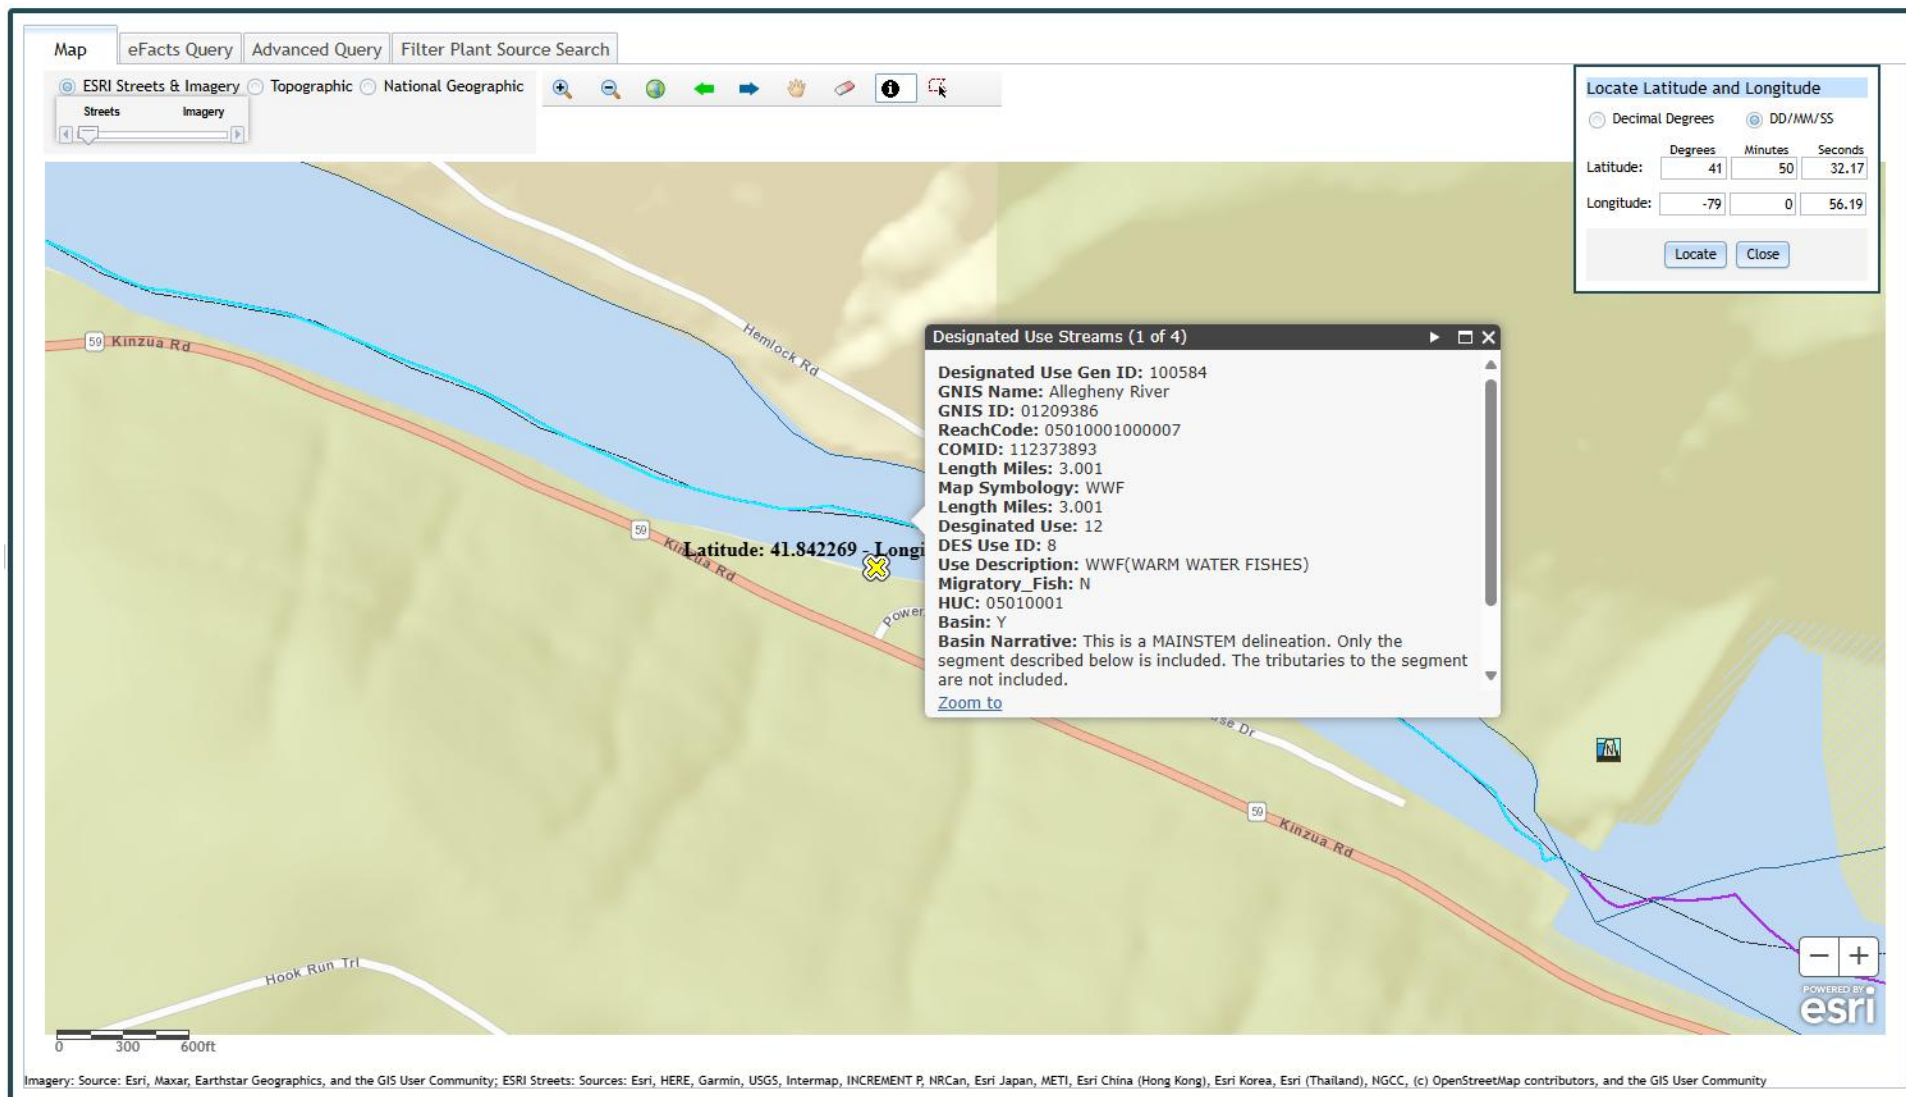 Map
eFacts Query
Advanced Query
Filter Plant Source Search
ESRI Streets & Imagery
Topographic
National Geographic
Streets
Imagery
Locate Latitude and Longitude
Decimal Degrees
DD/MM/SS
Degrees Minutes Seconds
Latitude: 41 50 32.17
Longitude: -79 0 56.19
Locate
Close
Hemlock Rd
59 Kinzua Rd
59
Kinzua Rd
Latitude: 41.842269 - Longi
Power
Designated Use Streams (1 of 4)
Designated Use Gen ID: 100584
GNIS Name: Allegheny River
GNIS ID: 01209386
ReachCode: 05010001000007
COMID: 112373893
Length Miles: 3.001
Map Symbology: WWF
Length Miles: 3.001
Desginated Use: 12
DES Use ID: 8
Use Description: WWF(WARM WATER FISHES)
Migratory_Fish: N
HUC: 05010001
Basin: Y
Basin Narrative: This is a MAINSTEM delineation. Only the
segment described below is included. The tributaries to the segment
are not included.
Zoom to
se Dr
N
59 Kinzua Rd
Hook Run Trl
0 300 600ft
POWERED BY
esri
Imagery: Source: Esri, Maxar, Earthstar Geographics, and the GIS User Community; ESRI Streets: Sources: Esri, HERE, Garmin, USGS, Intermap, INCREMENT P, NRCan, Esri Japan, METI, Esri China (Hong Kong), Esri Korea, Esri (Thailand), NGCC, (c) OpenStreetMap contributors, and the GIS User Community